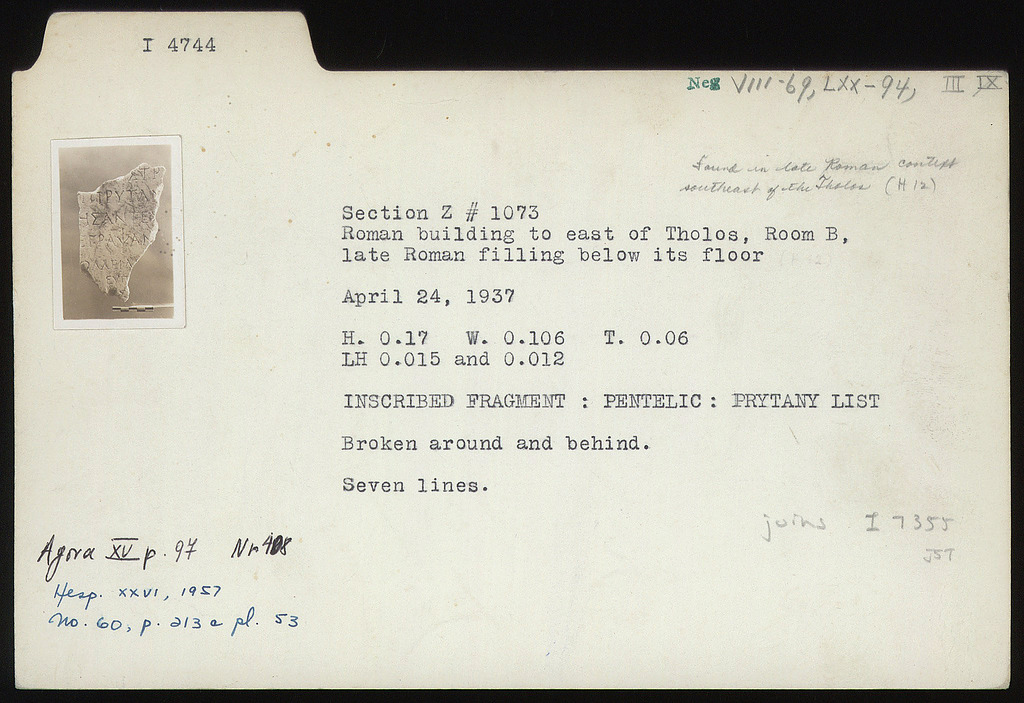 I 4744
Neg VIII-69, LXX-94, III IX
Found in late Roman context
southeast of the Tholos (H 12)
Section Z # 1073
Roman building to east of Tholos, Room B,
late Roman filling below its floor
April 24, 1937
H. 0.17 W. 0.106 T. 0.06
LH 0.015 and 0.012
INSCRIBED FRAGMENT : PENTELIC : PRYTANY LIST
Broken around and behind.
Seven lines.
joins I 7355
JST
Agora XV p. 97 Nr
Hesp. XXVI, 1957
No. 60, p. 213 pl. 53
ΠΡΥΤΑΝ